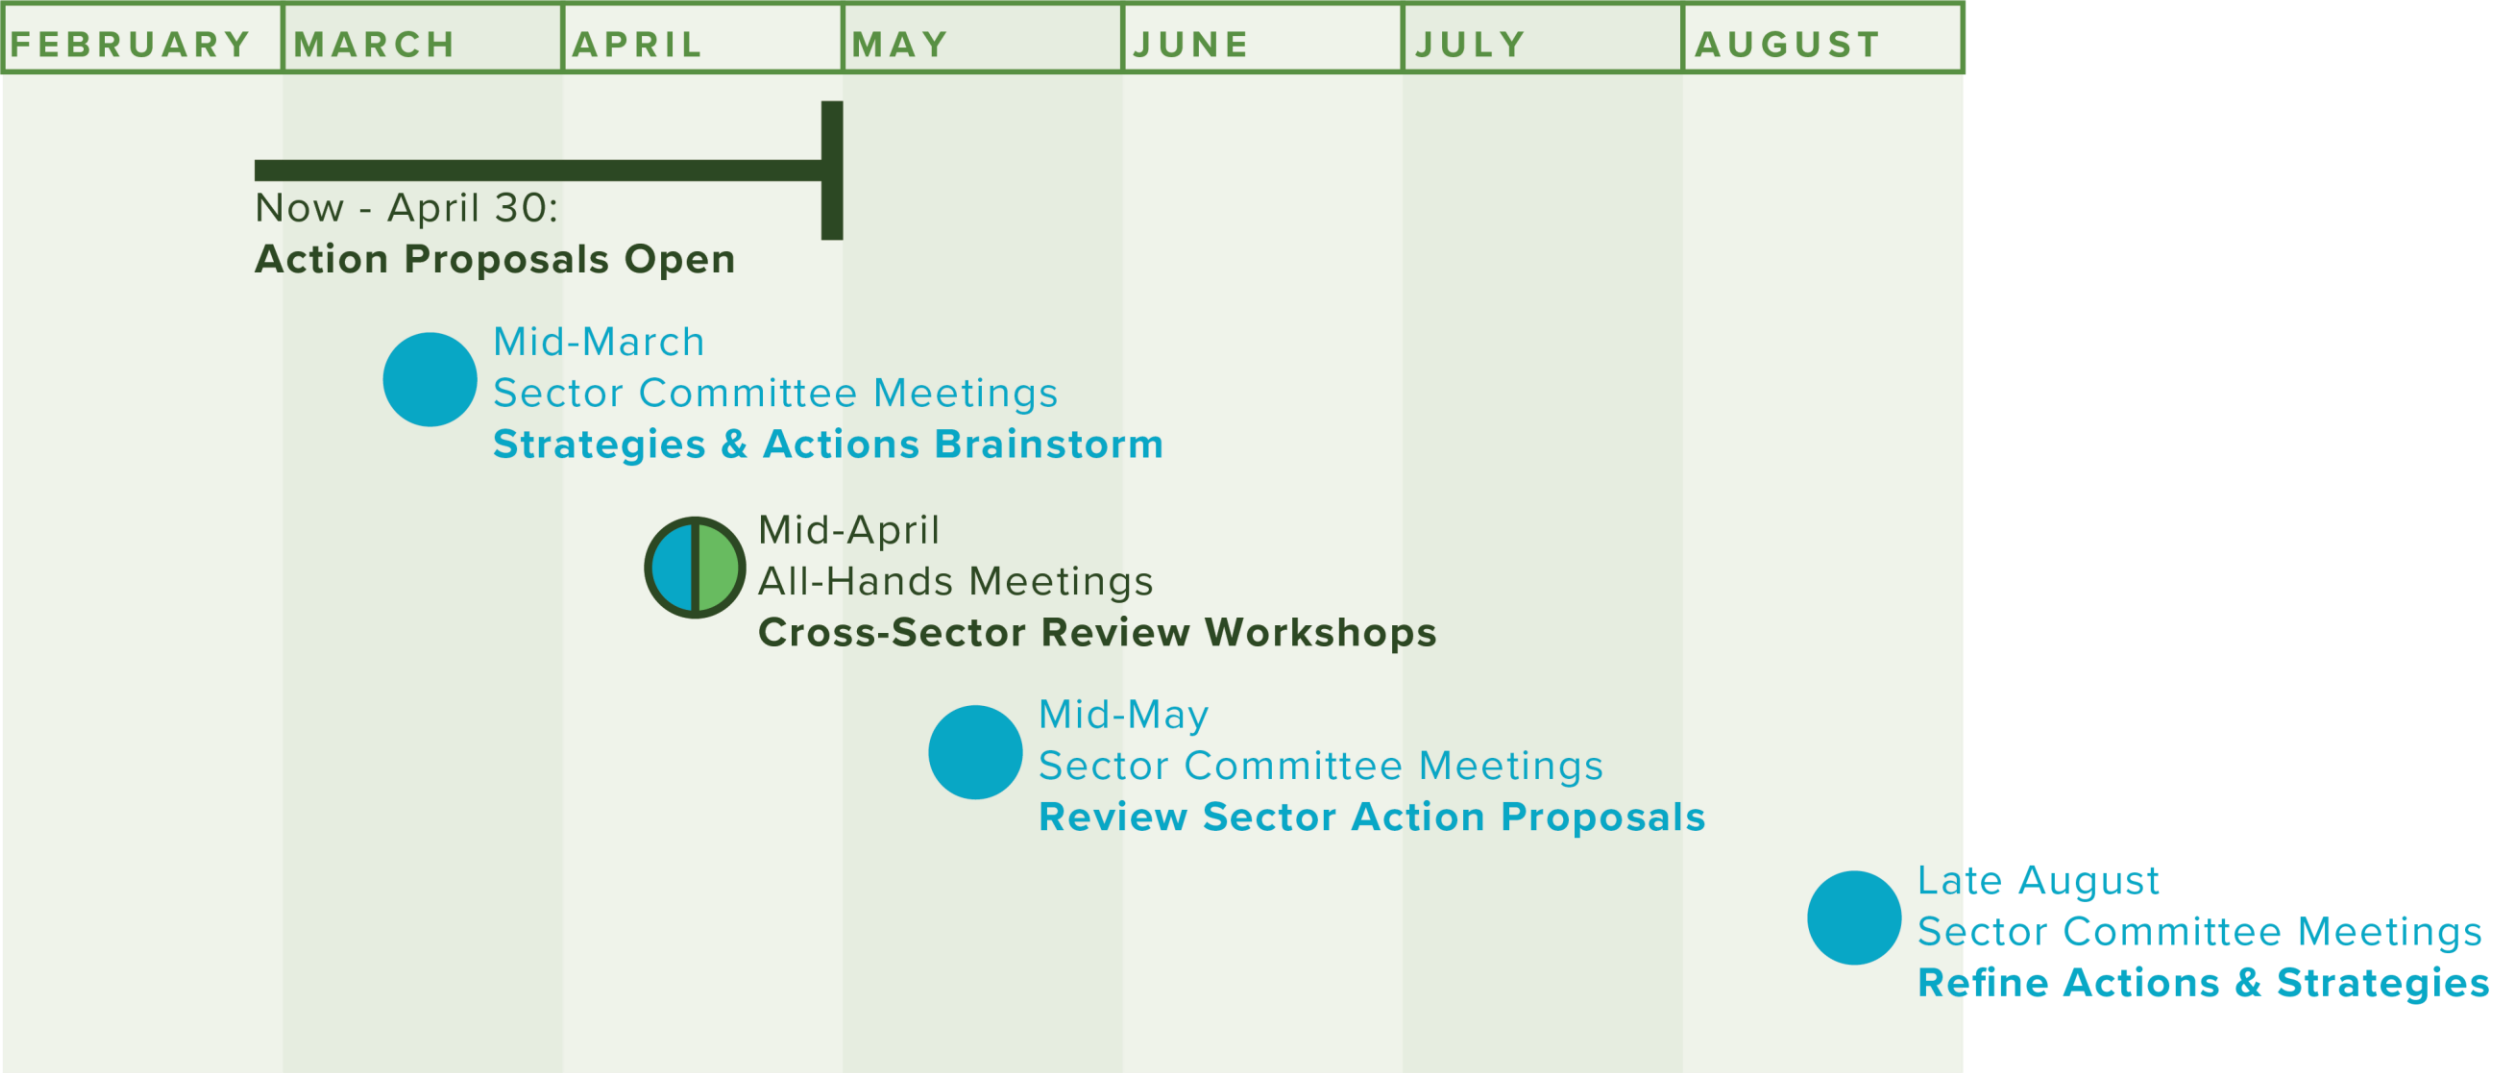 FEBRUARY MARCH APRIL MAY JUNE JULY AUGUST
Now - April 30:
Action Proposals Open
Mid-March
Sector Committee Meetings
Strategies & Actions Brainstorm
Mid-April
All-Hands Meetings
Cross-Sector Review Workshops
Mid-May
Sector Committee Meetings
Review Sector Action Proposals
Late August
Sector Committee Meetings
Refine Actions & Strategies